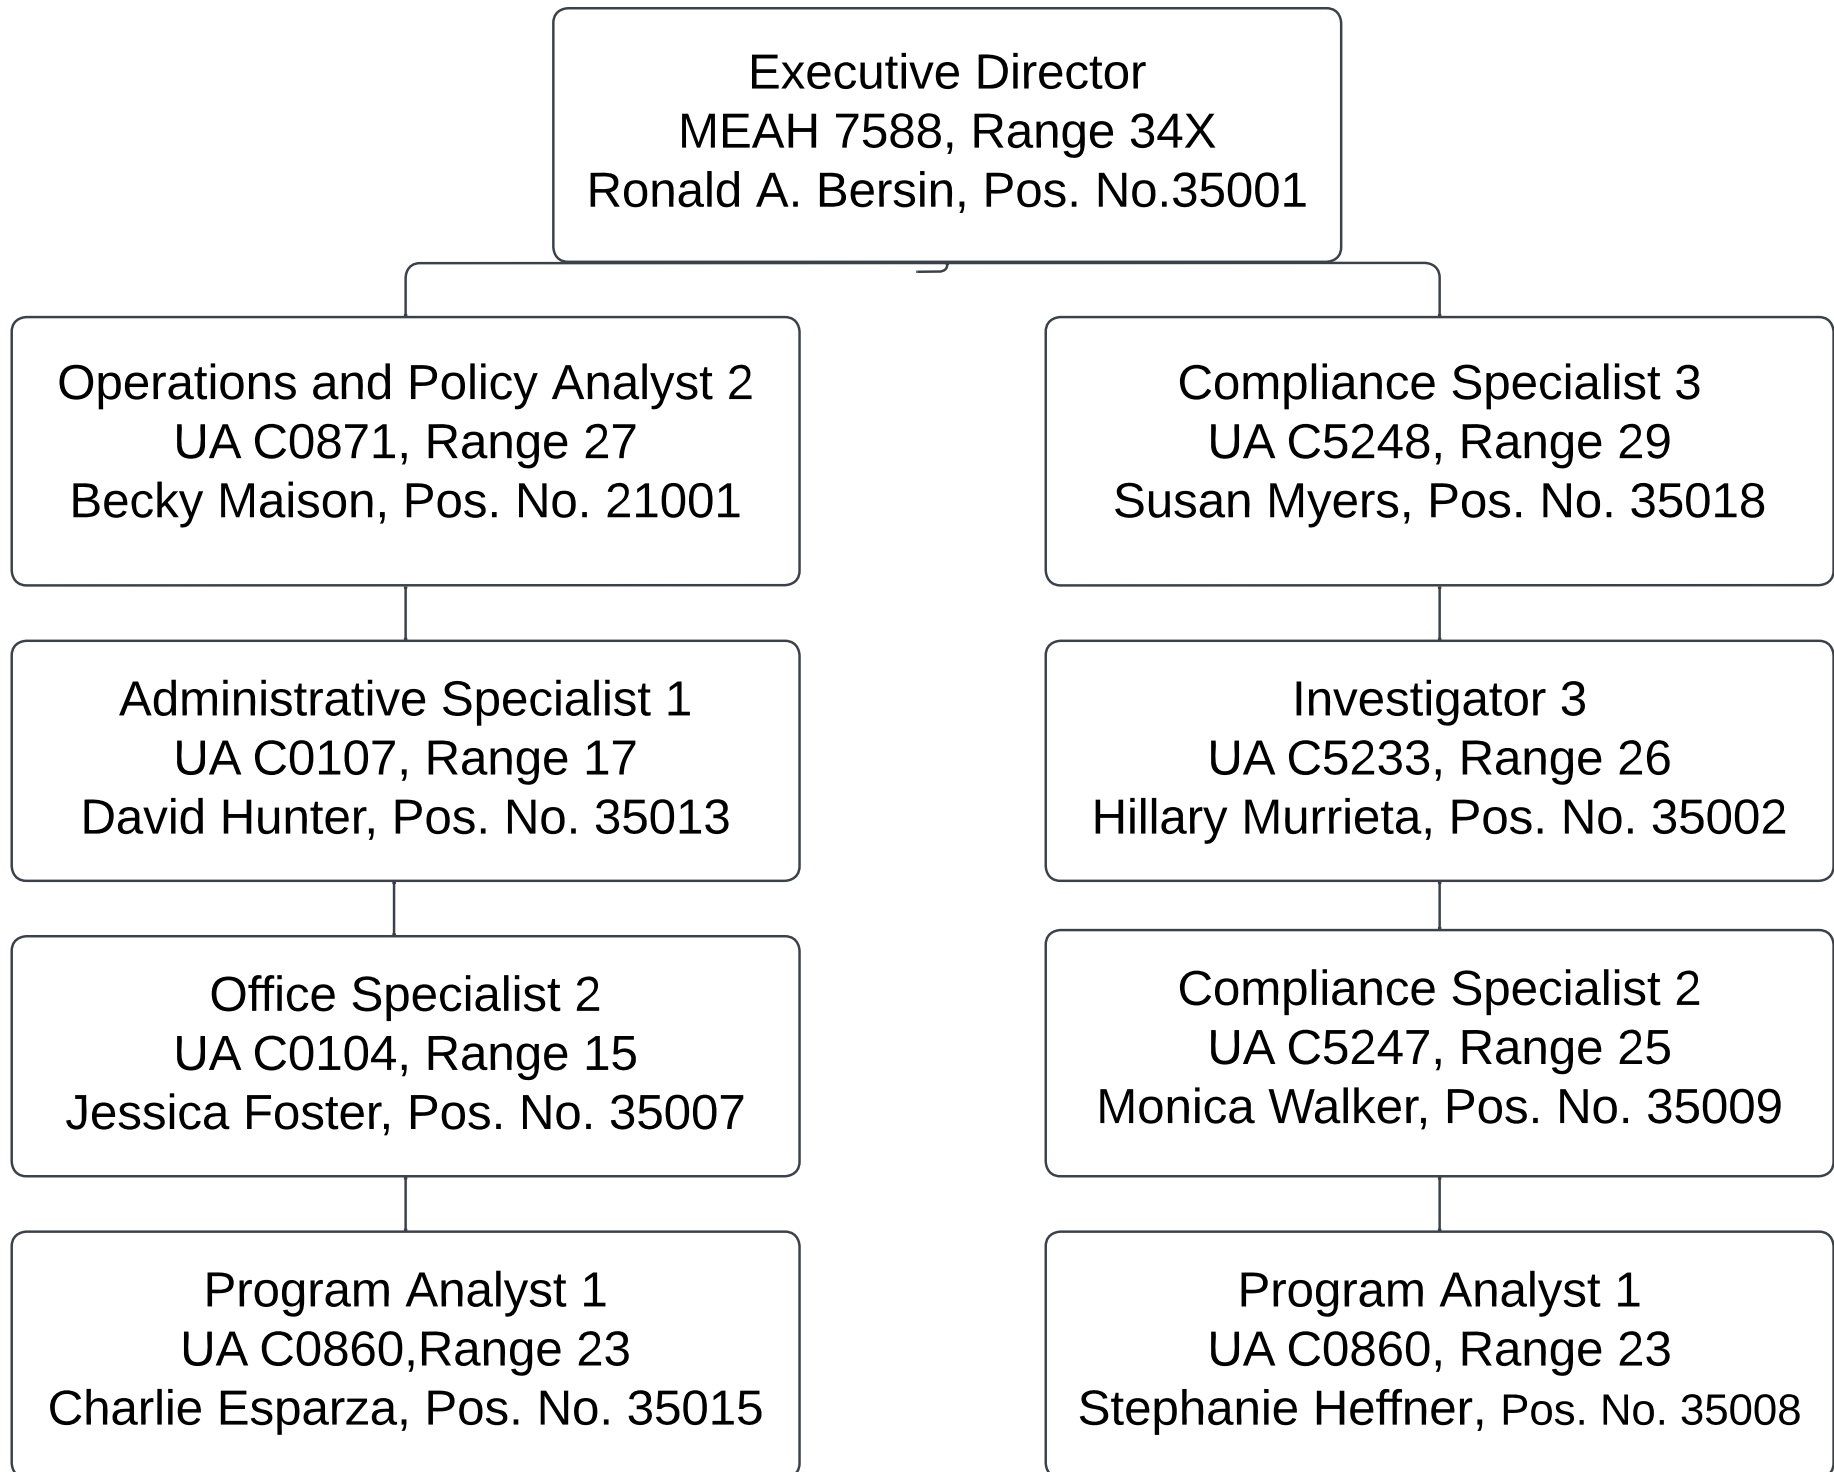 Executive Director
MEAH 7588, Range 34X
Ronald A. Bersin, Pos. No.35001
Operations and Policy Analyst 2
UA C0871, Range 27
Becky Maison, Pos. No. 21001
Compliance Specialist 3
UA C5248, Range 29
Susan Myers, Pos. No. 35018
Administrative Specialist 1
UA C0107, Range 17
David Hunter, Pos. No. 35013
Investigator 3
UA C5233, Range 26
Hillary Murrieta, Pos. No. 35002
Office Specialist 2
UA C0104, Range 15
Jessica Foster, Pos. No. 35007
Compliance Specialist 2
UA C5247, Range 25
Monica Walker, Pos. No. 35009
Program Analyst 1
UA C0860,Range 23
Charlie Esparza, Pos. No. 35015
Program Analyst 1
UA C0860, Range 23
Stephanie Heffner, Pos. No. 35008